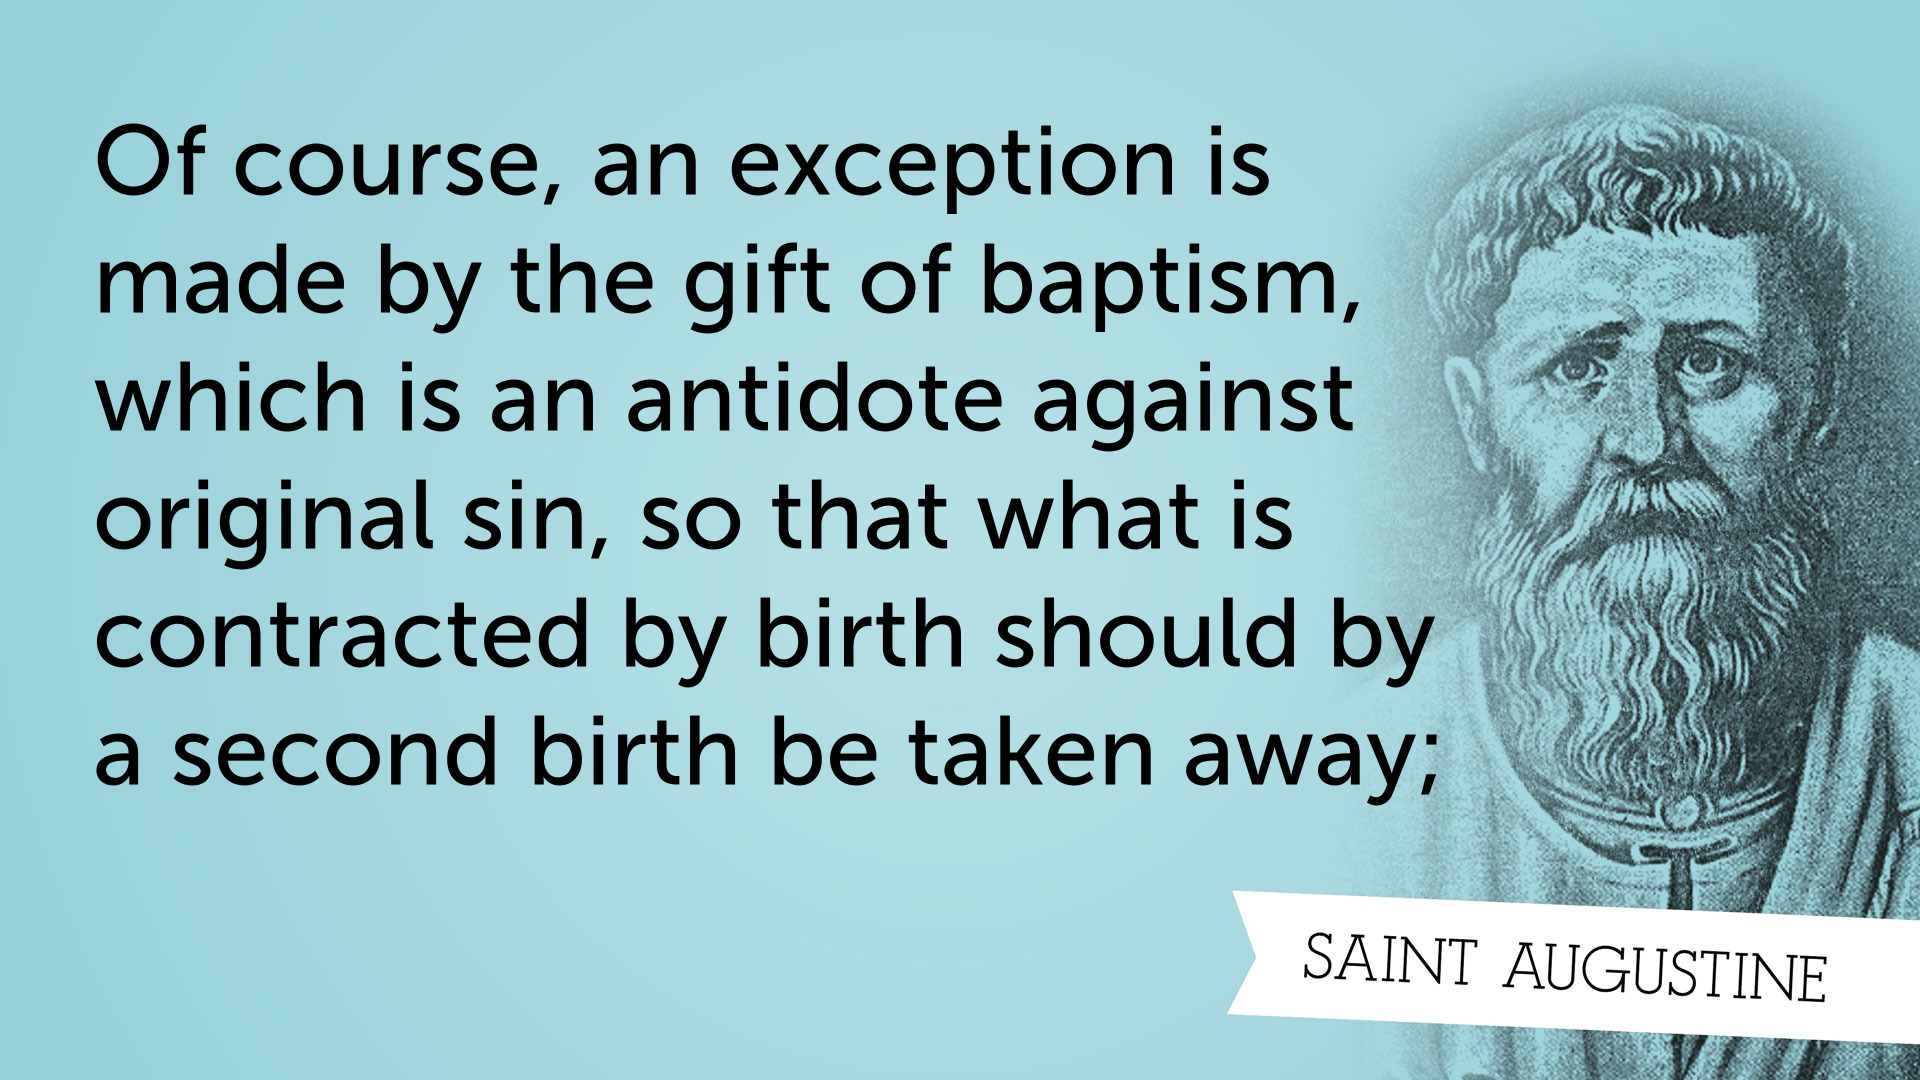 Of course, an exception is
made by the gift of baptism,
which is an antidote against
original sin, so that what is
contracted by birth should by
a second birth be taken away;
SAINT AUGUSTINE